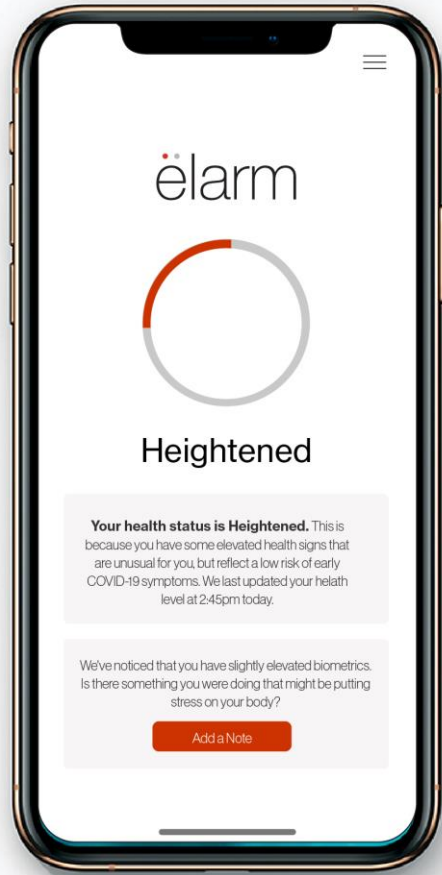 ëlarm
Heightened
Your health status is Heightened. This is
because you have some elevated health signs that
are unusual for you, but reflect a low risk of early
COVID-19 symptoms. We last updated your helath
level at 2:45pm today.
We've noticed that you have slightly elevated biometrics.
Is there something you were doing that might be putting
stress on your body?
Add a Note